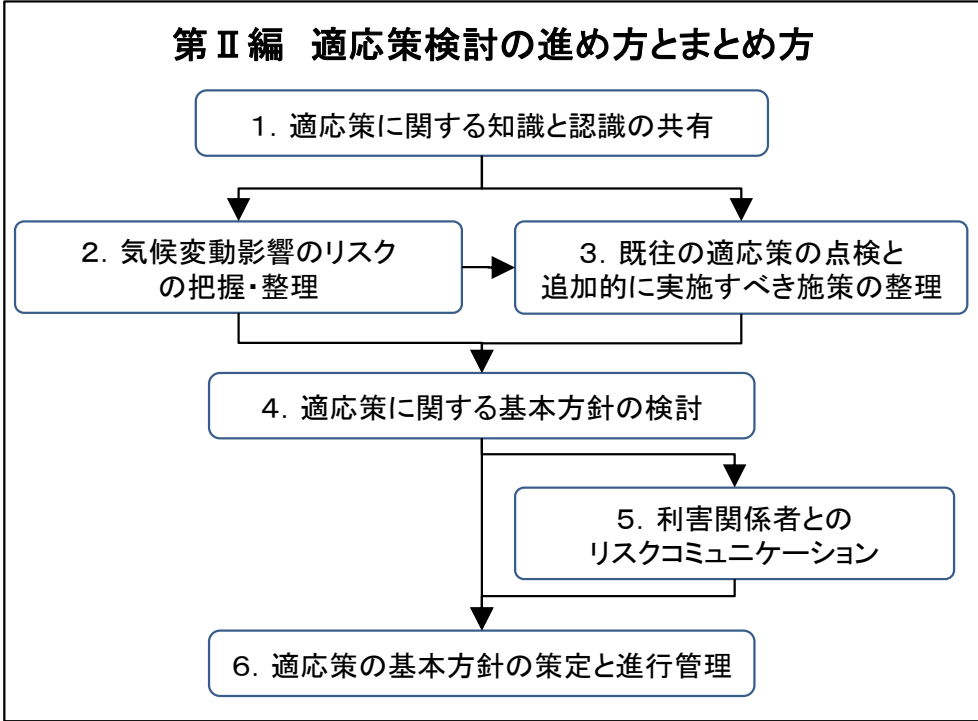 第Ⅱ編 適応策検討の進め方とまとめ方
1．適応策に関する知識と認識の共有
2．気候変動影響のリスク
の把握・整理
3．既往の適応策の点検と
追加的に実施すべき施策の整理
4．適応策に関する基本方針の検討
5．利害関係者との
リスクコミュニケーション
6．適応策の基本方針の策定と進行管理